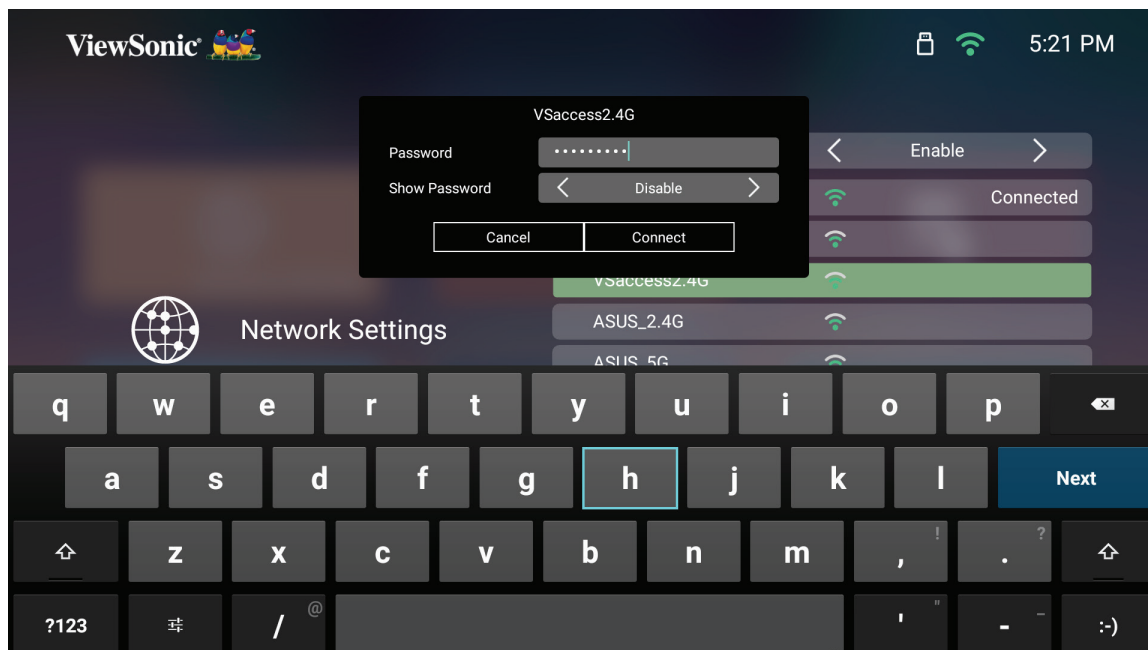 ViewSonic 5:21 PM
VSaccess2.4G
Password •••••••••
Enable
Show Password Disable
Connected
Cancel Connect
VSaccess2.4G
Network Settings
ASUS_2.4G
ASUS_5G
q w e r t y u i o p
a s d f g h j k l Next
z x c v b n m , ! . ?
?123 / @ ' " - _ :-)